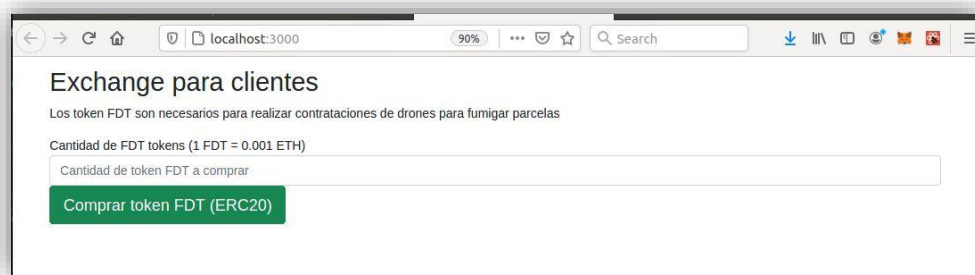 localhost:3000
90%
Search
Exchange para clientes
Los token FDT son necesarios para realizar contrataciones de drones para fumigar parcelas
Cantidad de FDT tokens (1 FDT = 0.001 ETH)
Cantidad de token FDT a comprar
Comprar token FDT (ERC20)